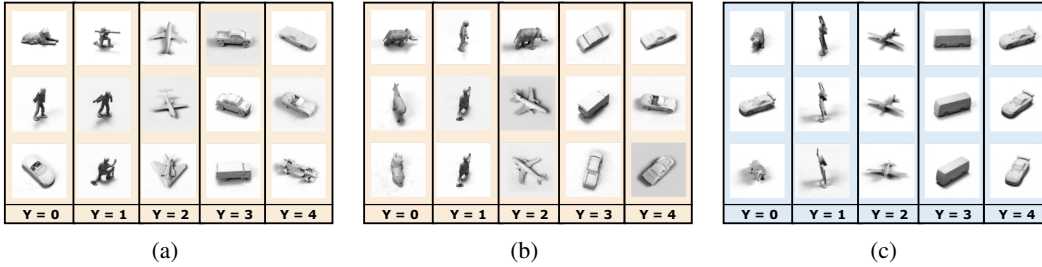 Y = 0 Y = 1 Y = 2 Y = 3 Y = 4
Y = 0 Y = 1 Y = 2 Y = 3 Y = 4
Y = 0 Y = 1 Y = 2 Y = 3 Y = 4
(a)
(b)
(c)